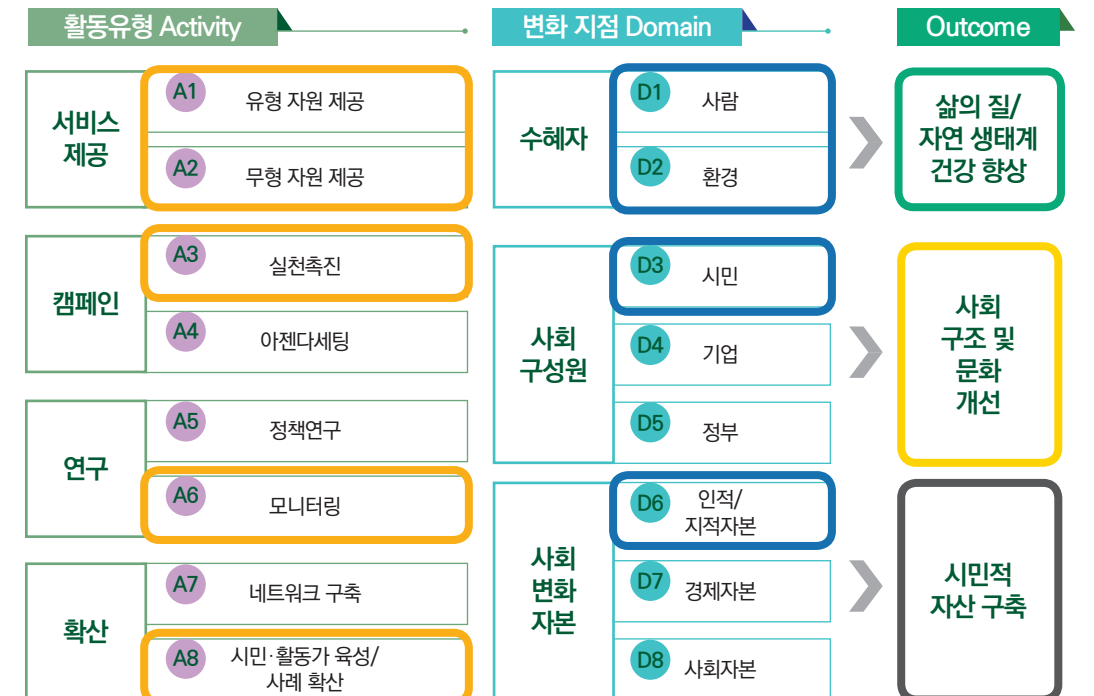 활동유형 Activity
변화 지점 Domain
Outcome
서비스
제공
A1
유형 자원 제공
A2
무형 자원 제공
캠페인
A3
실천촉진
A4
아젠다세팅
연구
A5
정책연구
A6
모니터링
확산
A7
네트워크 구축
A8
시민·활동가 육성/
사례 확산
수혜자
D1
사람
D2
환경
사회
구성원
D3
시민
D4
기업
D5
정부
사회
변화
자본
D6
인적/
지적자본
D7
경제자본
D8
사회자본
삶의 질/
자연 생태계
건강 향상
사회
구조 및
문화
개선
시민적
자산 구축